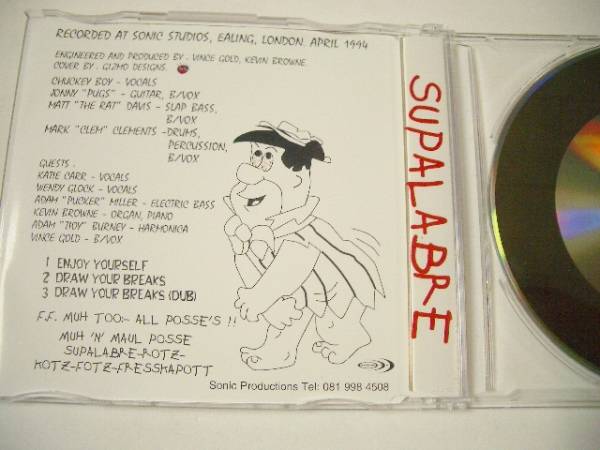 RECORDED AT SONIC STUDIOS, EALING, LONDON. APRIL 1994
ENGINEERED AND PRODUCED BY : VINCE GOLD, KEVIN BROWNE.
COVER BY : GIZMO DESIGNS.
CHUCKEY BOY - VOCALS
JONNY "PUGS" - GUITAR, B/VOX
MATT "THE RAT" DAVIS - SLAP BASS,
B/VOX
MARK "CLEM" CLEMENTS - DRUMS,
PERCUSSION,
B/VOX
GUESTS :
KATIE CARR - VOCALS
WENDY GLOCK - VOCALS
ADAM "PUCKER" MILLER - ELECTRIC BASS
KEVIN BROWNE - ORGAN, PIANO
ADAM BURNEY - HARMONICA
VINCE GOLD - B/VOX
1 ENJOY YOURSELF
2 DRAW YOUR BREAKS
3 DRAW YOUR BREAKS (DUB)
F.F. MUH TOO:- ALL POSSE'S !!
MUH 'N' MAUL POSSE
SUPALABRE-ROTZ-
KOTZ-FOTZ-FRESSKAPOTT
Sonic Productions Tel: 081 998 4508
SUPALABRE